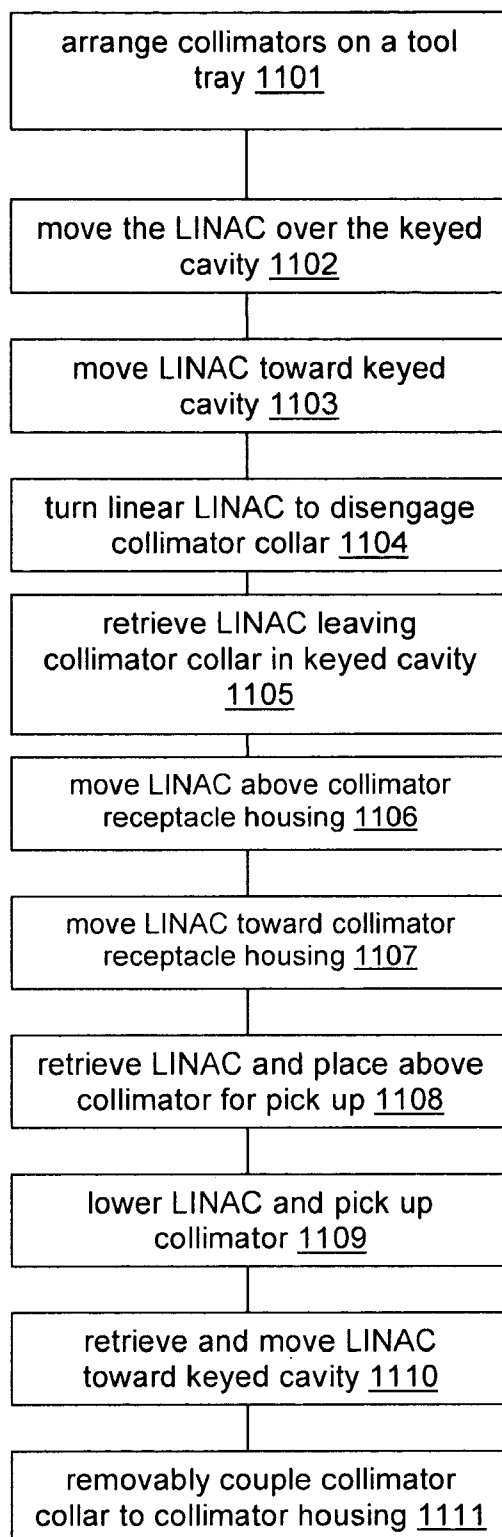 arrange collimators on a tool
tray 1101
move the LINAC over the keyed
cavity 1102
move LINAC toward keyed
cavity 1103
turn linear LINAC to disengage
collimator collar 1104
retrieve LINAC leaving
collimator collar in keyed cavity
1105
move LINAC above collimator
receptacle housing 1106
move LINAC toward collimator
receptacle housing 1107
retrieve LINAC and place above
collimator for pick up 1108
lower LINAC and pick up
collimator 1109
retrieve and move LINAC
toward keyed cavity 1110
removably couple collimator
collar to collimator housing 1111